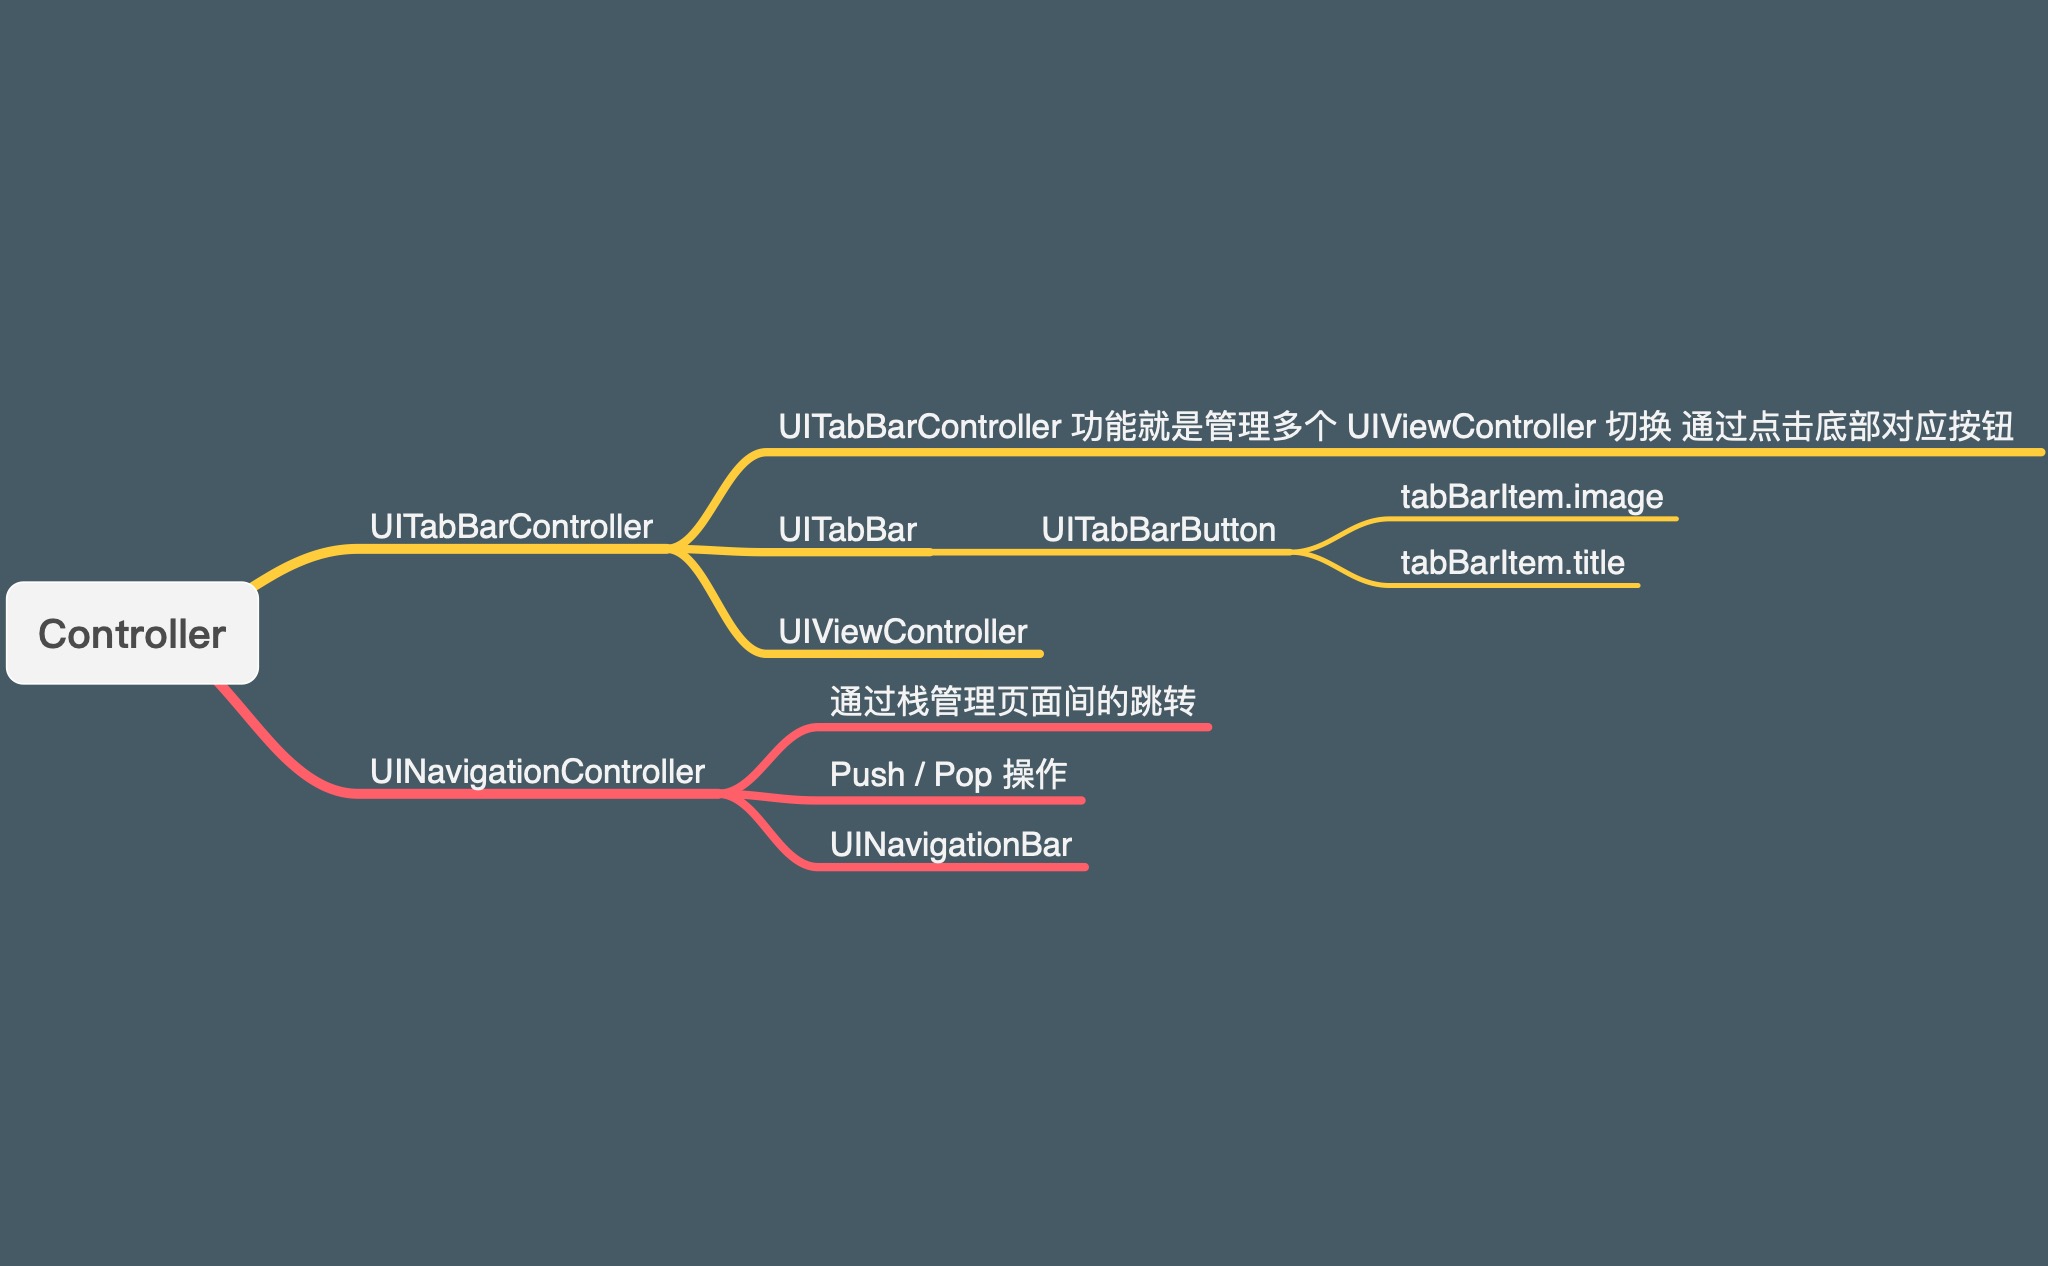 Controller
UITabBarController
UITabBarController 功能就是管理多个 UIViewController 切换 通过点击底部对应按钮
UITabBar
UITabBarButton
tabBarItem.image
tabBarItem.title
UIViewController
UINavigationController
通过栈管理页面间的跳转
Push / Pop 操作
UINavigationBar